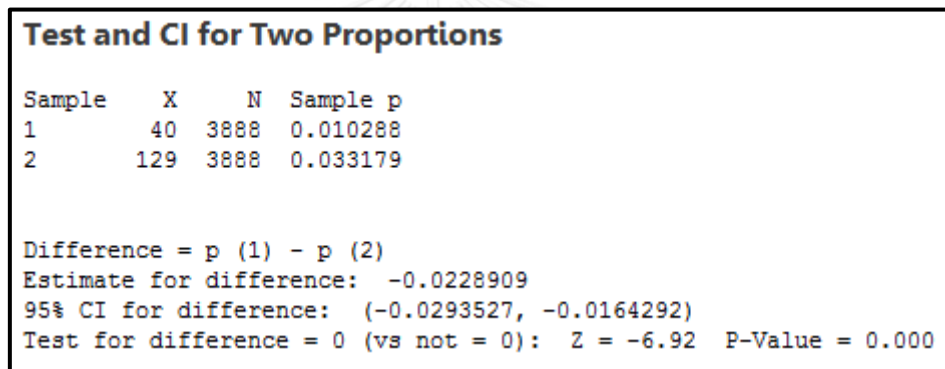 Test and CI for Two Proportions
Sample X N Sample p
1 40 3888 0.010288
2 129 3888 0.033179
Difference = p (1) - p (2)
Estimate for difference: -0.0228909
95% CI for difference: (-0.0293527, -0.0164292)
Test for difference = 0 (vs not = 0): Z = -6.92 P-Value = 0.000